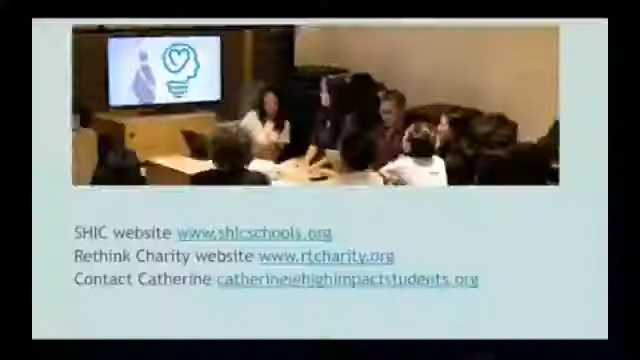 SHIC website www.shicschools.org
Rethink Charity website www.rtcharity.org
Contact Catherine catherine@highimpactstudents.org